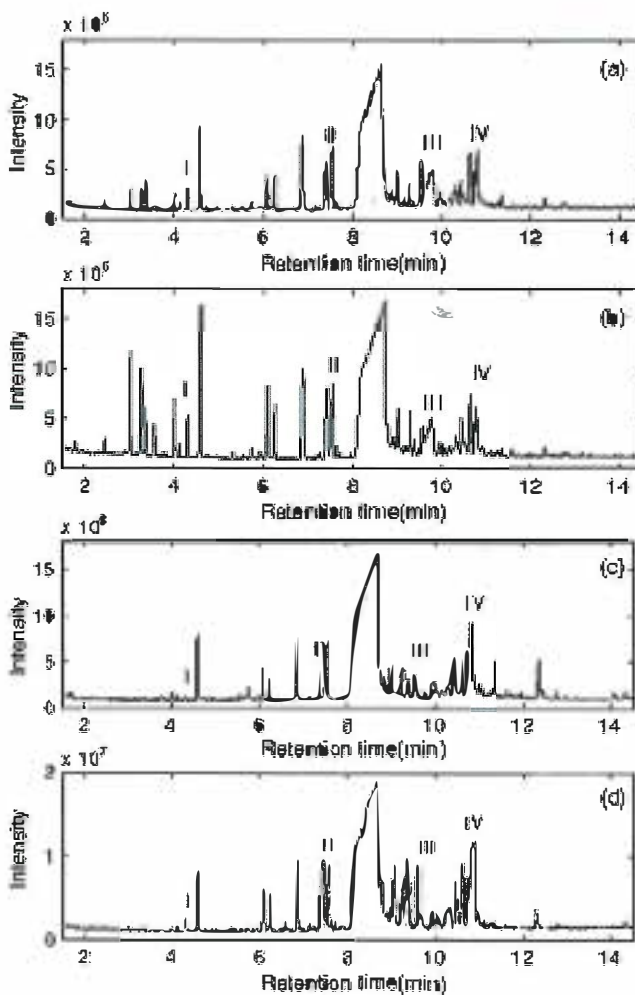 x 10⁶
(a)
15
10
5
0
Intensity
I
II
III
IV
2 4 6 8 10 12 14
Retention time(min)
x 10⁶
(b)
15
10
5
0
Intensity
I
II
III
IV
2 4 6 8 10 12 14
Retention time(min)
x 10⁶
(c)
15
10
5
0
Intensity
I
II
III
IV
2 4 6 8 10 12 14
Retention time(min)
x 10⁷
(d)
2
1
0
Intensity
I
II
III
IV
2 4 6 8 10 12 14
Retention time(min)